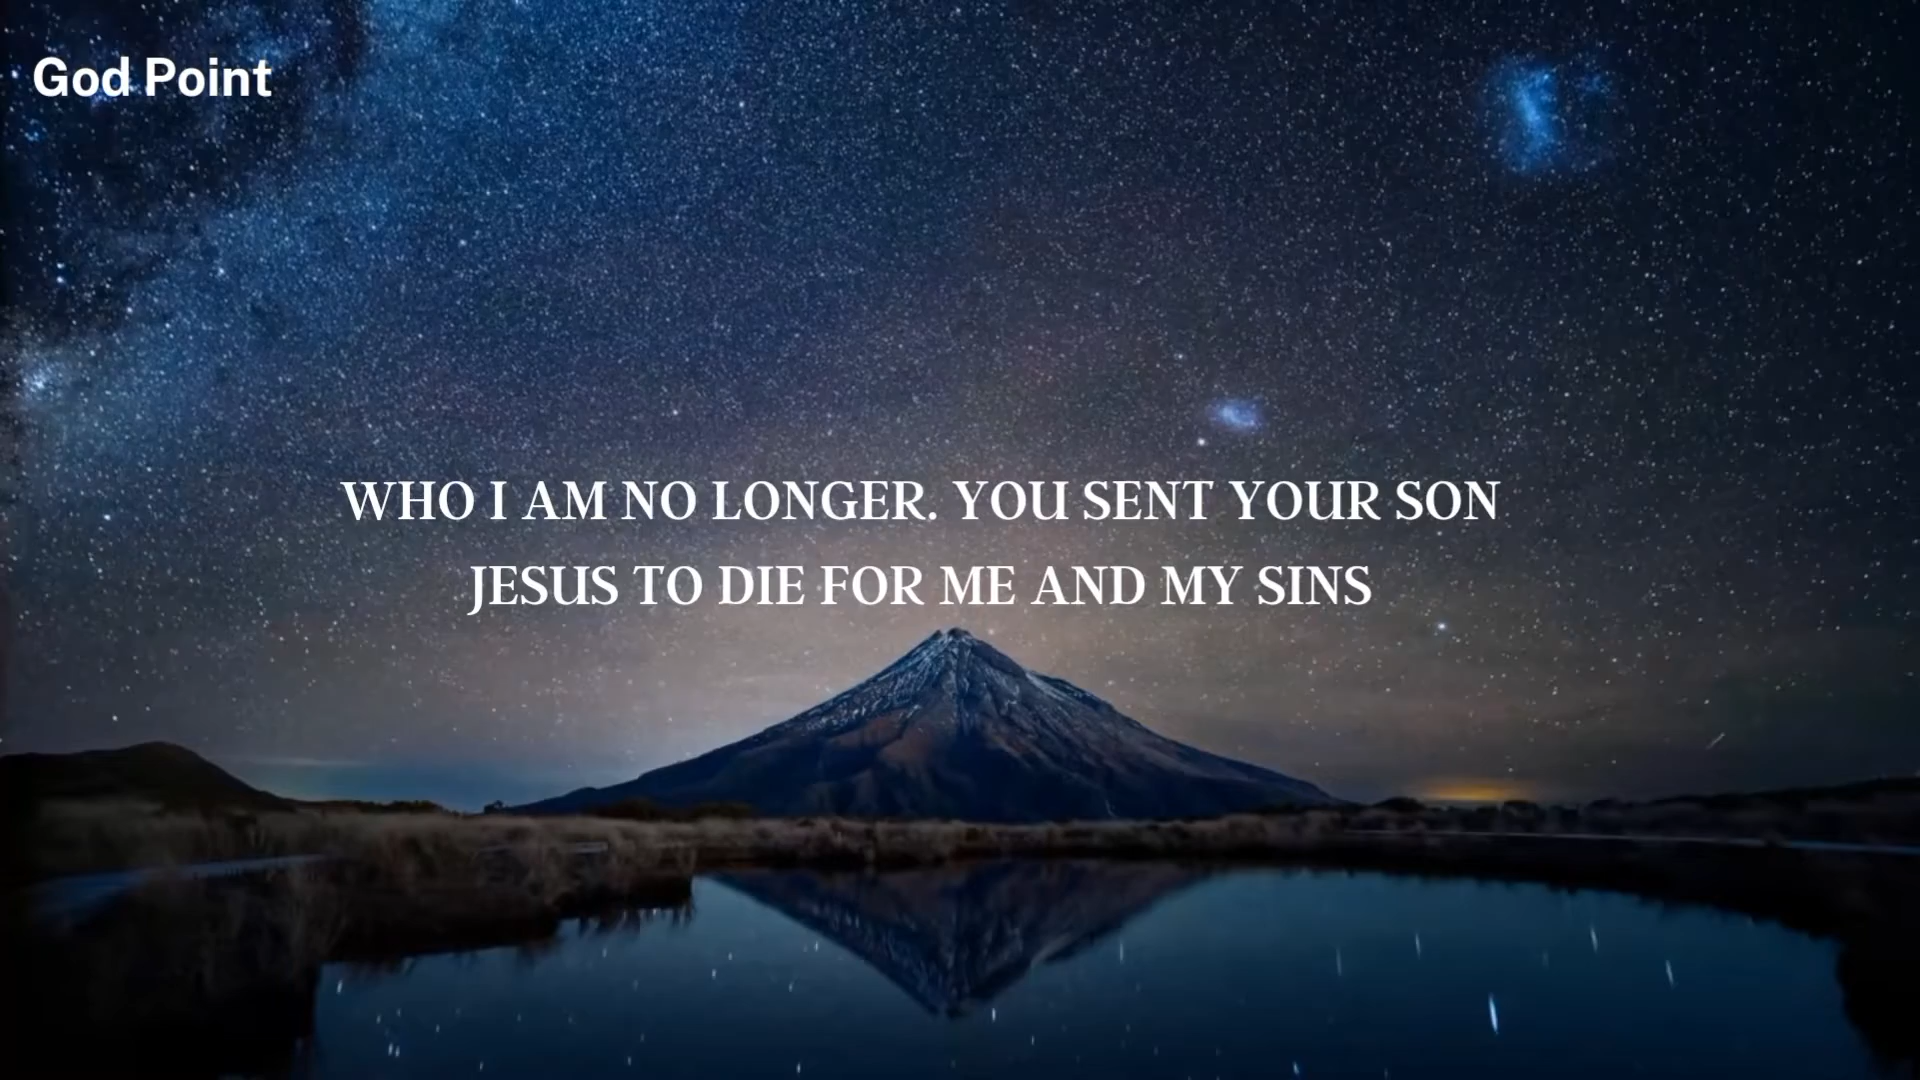 God Point
WHO I AM NO LONGER. YOU SENT YOUR SON
JESUS TO DIE FOR ME AND MY SINS